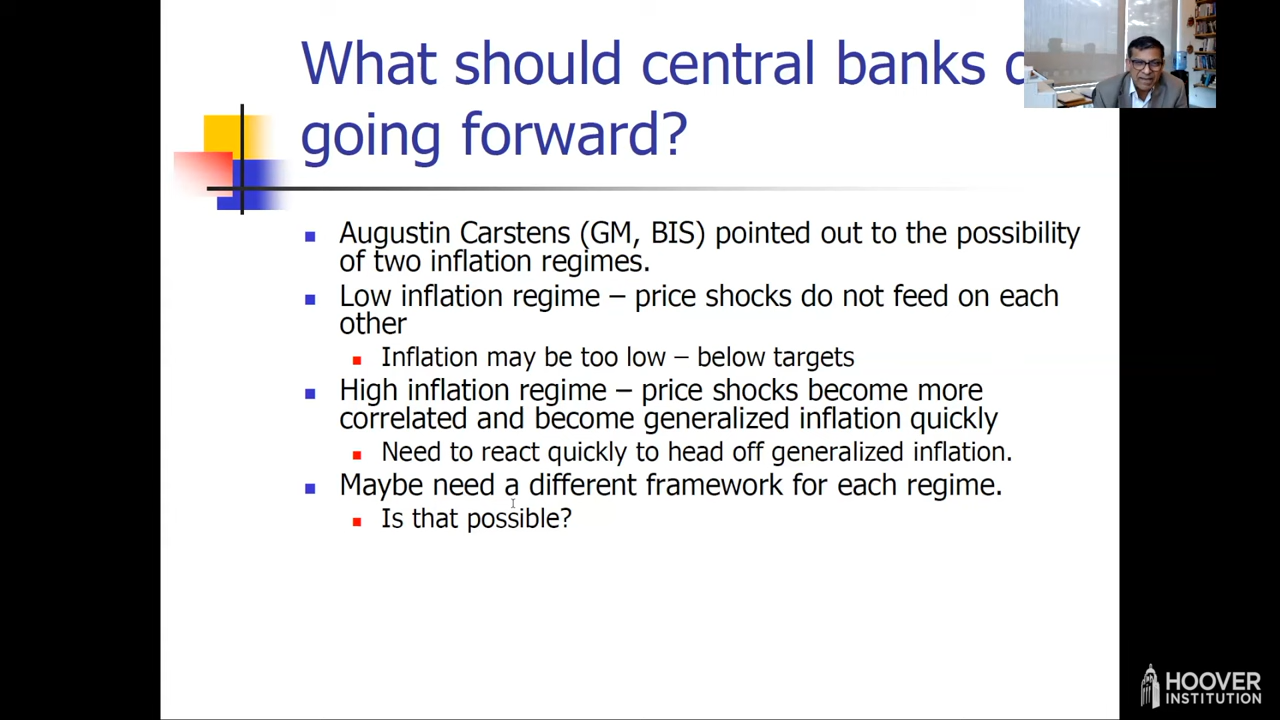 What should central banks
going forward?
Augustin Carstens (GM, BIS) pointed out to the possibility
of two inflation regimes.
Low inflation regime – price shocks do not feed on each
other
Inflation may be too low – below targets
High inflation regime – price shocks become more
correlated and become generalized inflation quickly
Need to react quickly to head off generalized inflation.
Maybe need a different framework for each regime.
Is that possible?
HOOVER
INSTITUTION